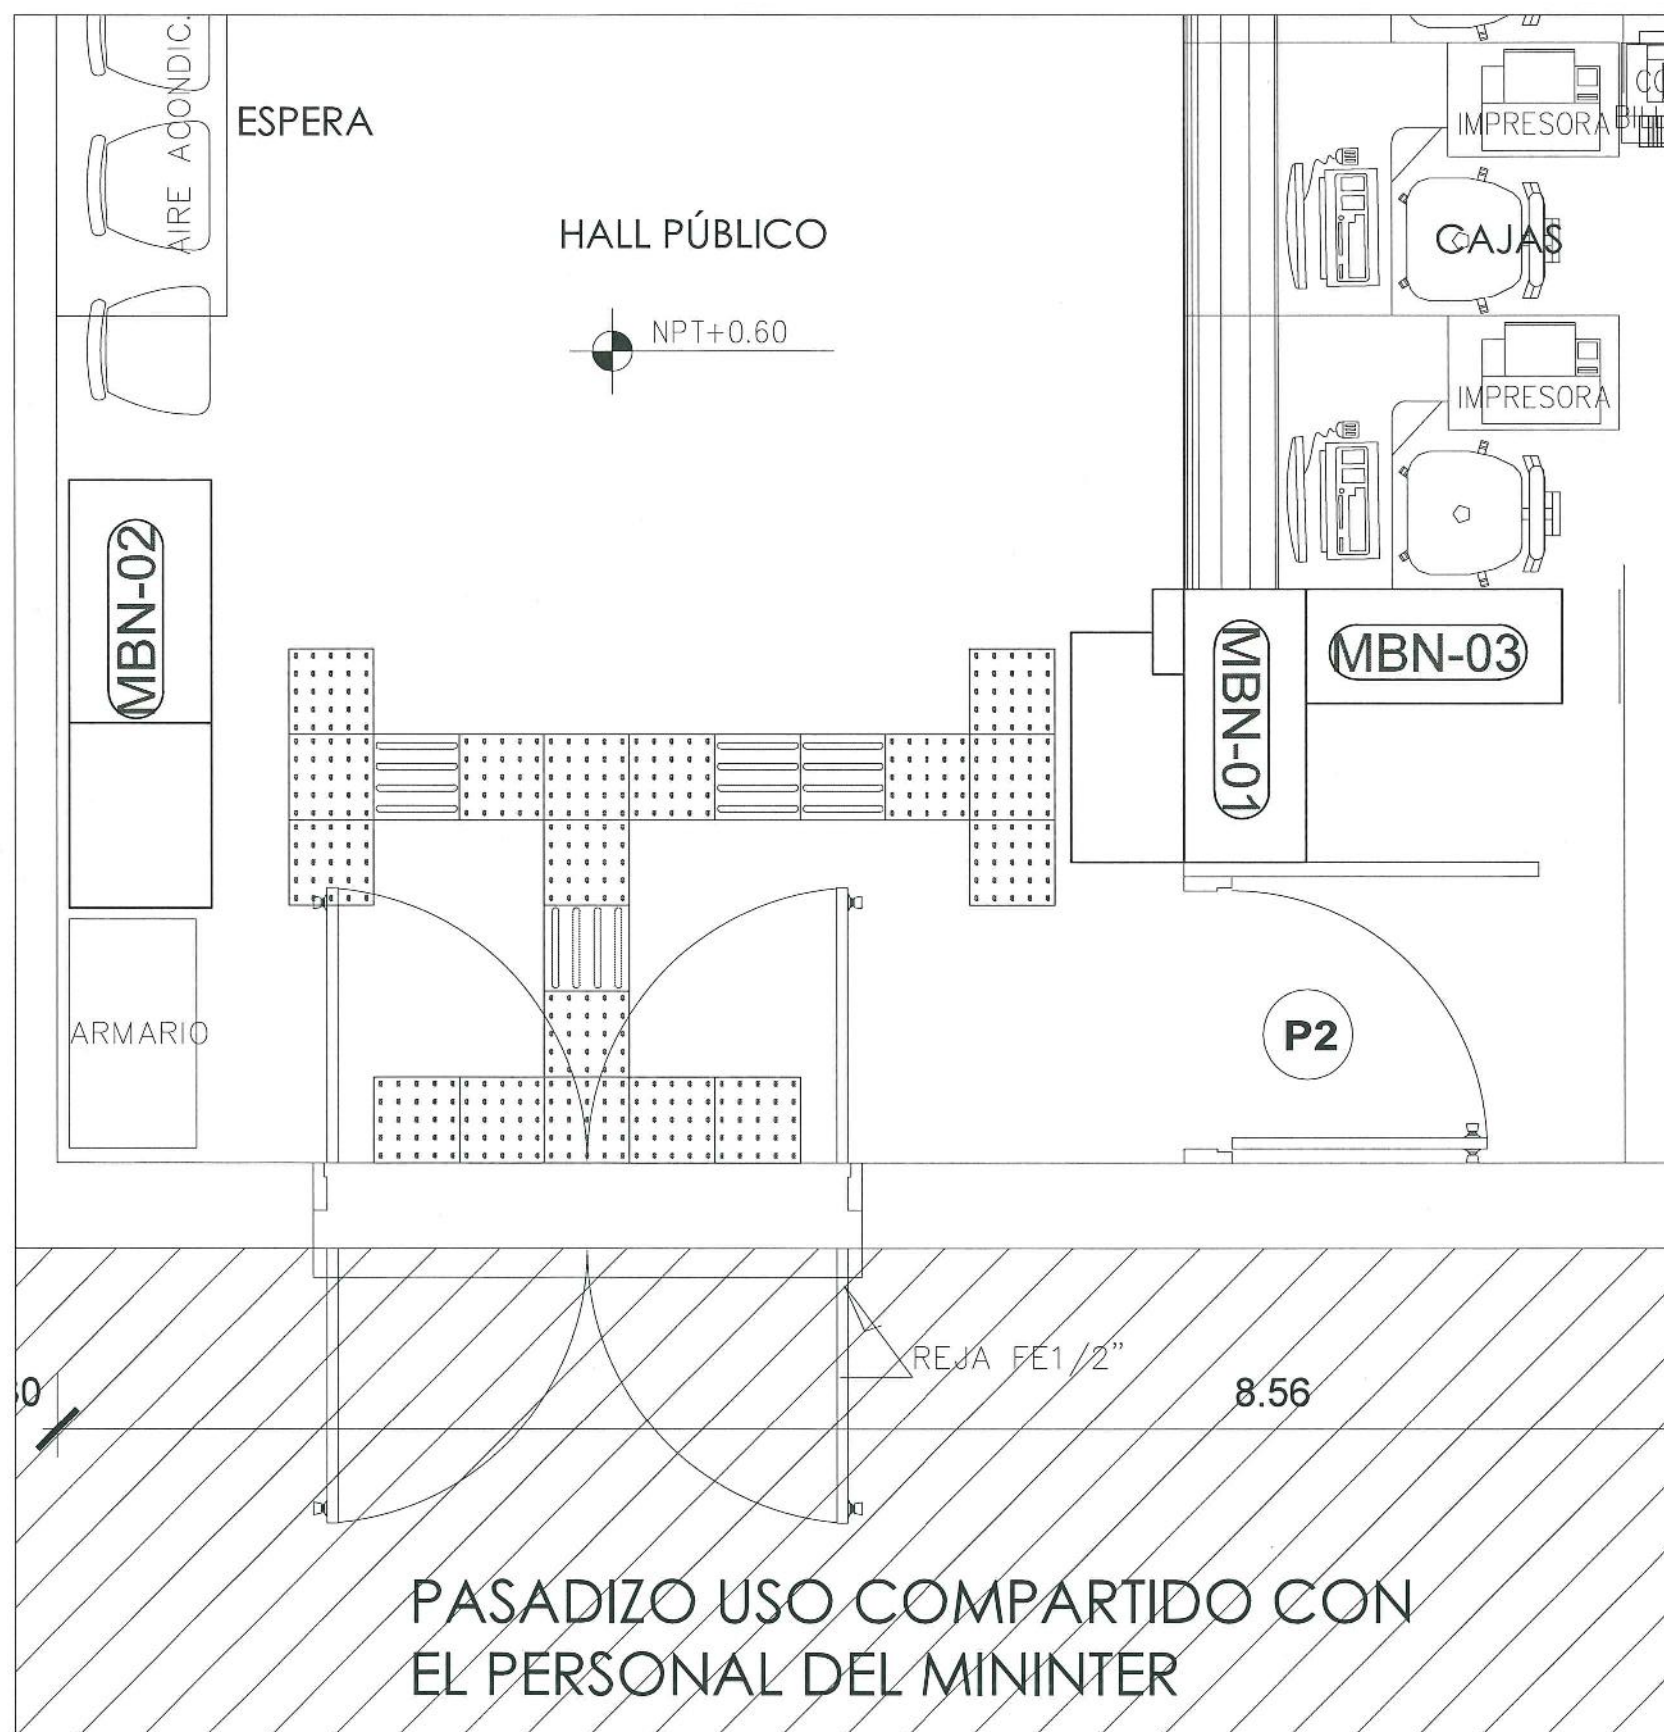 AIRE ACONDIC.
ESPERA
HALL PÚBLICO
NPT+0.60
IMPRESORA
CAJAS
IMPRESORA
MBN-02
MBN-01
MBN-03
ARMARIO
P2
REJA FE1/2"
8.56
PASADIZO USO COMPARTIDO CON
EL PERSONAL DEL MININTER